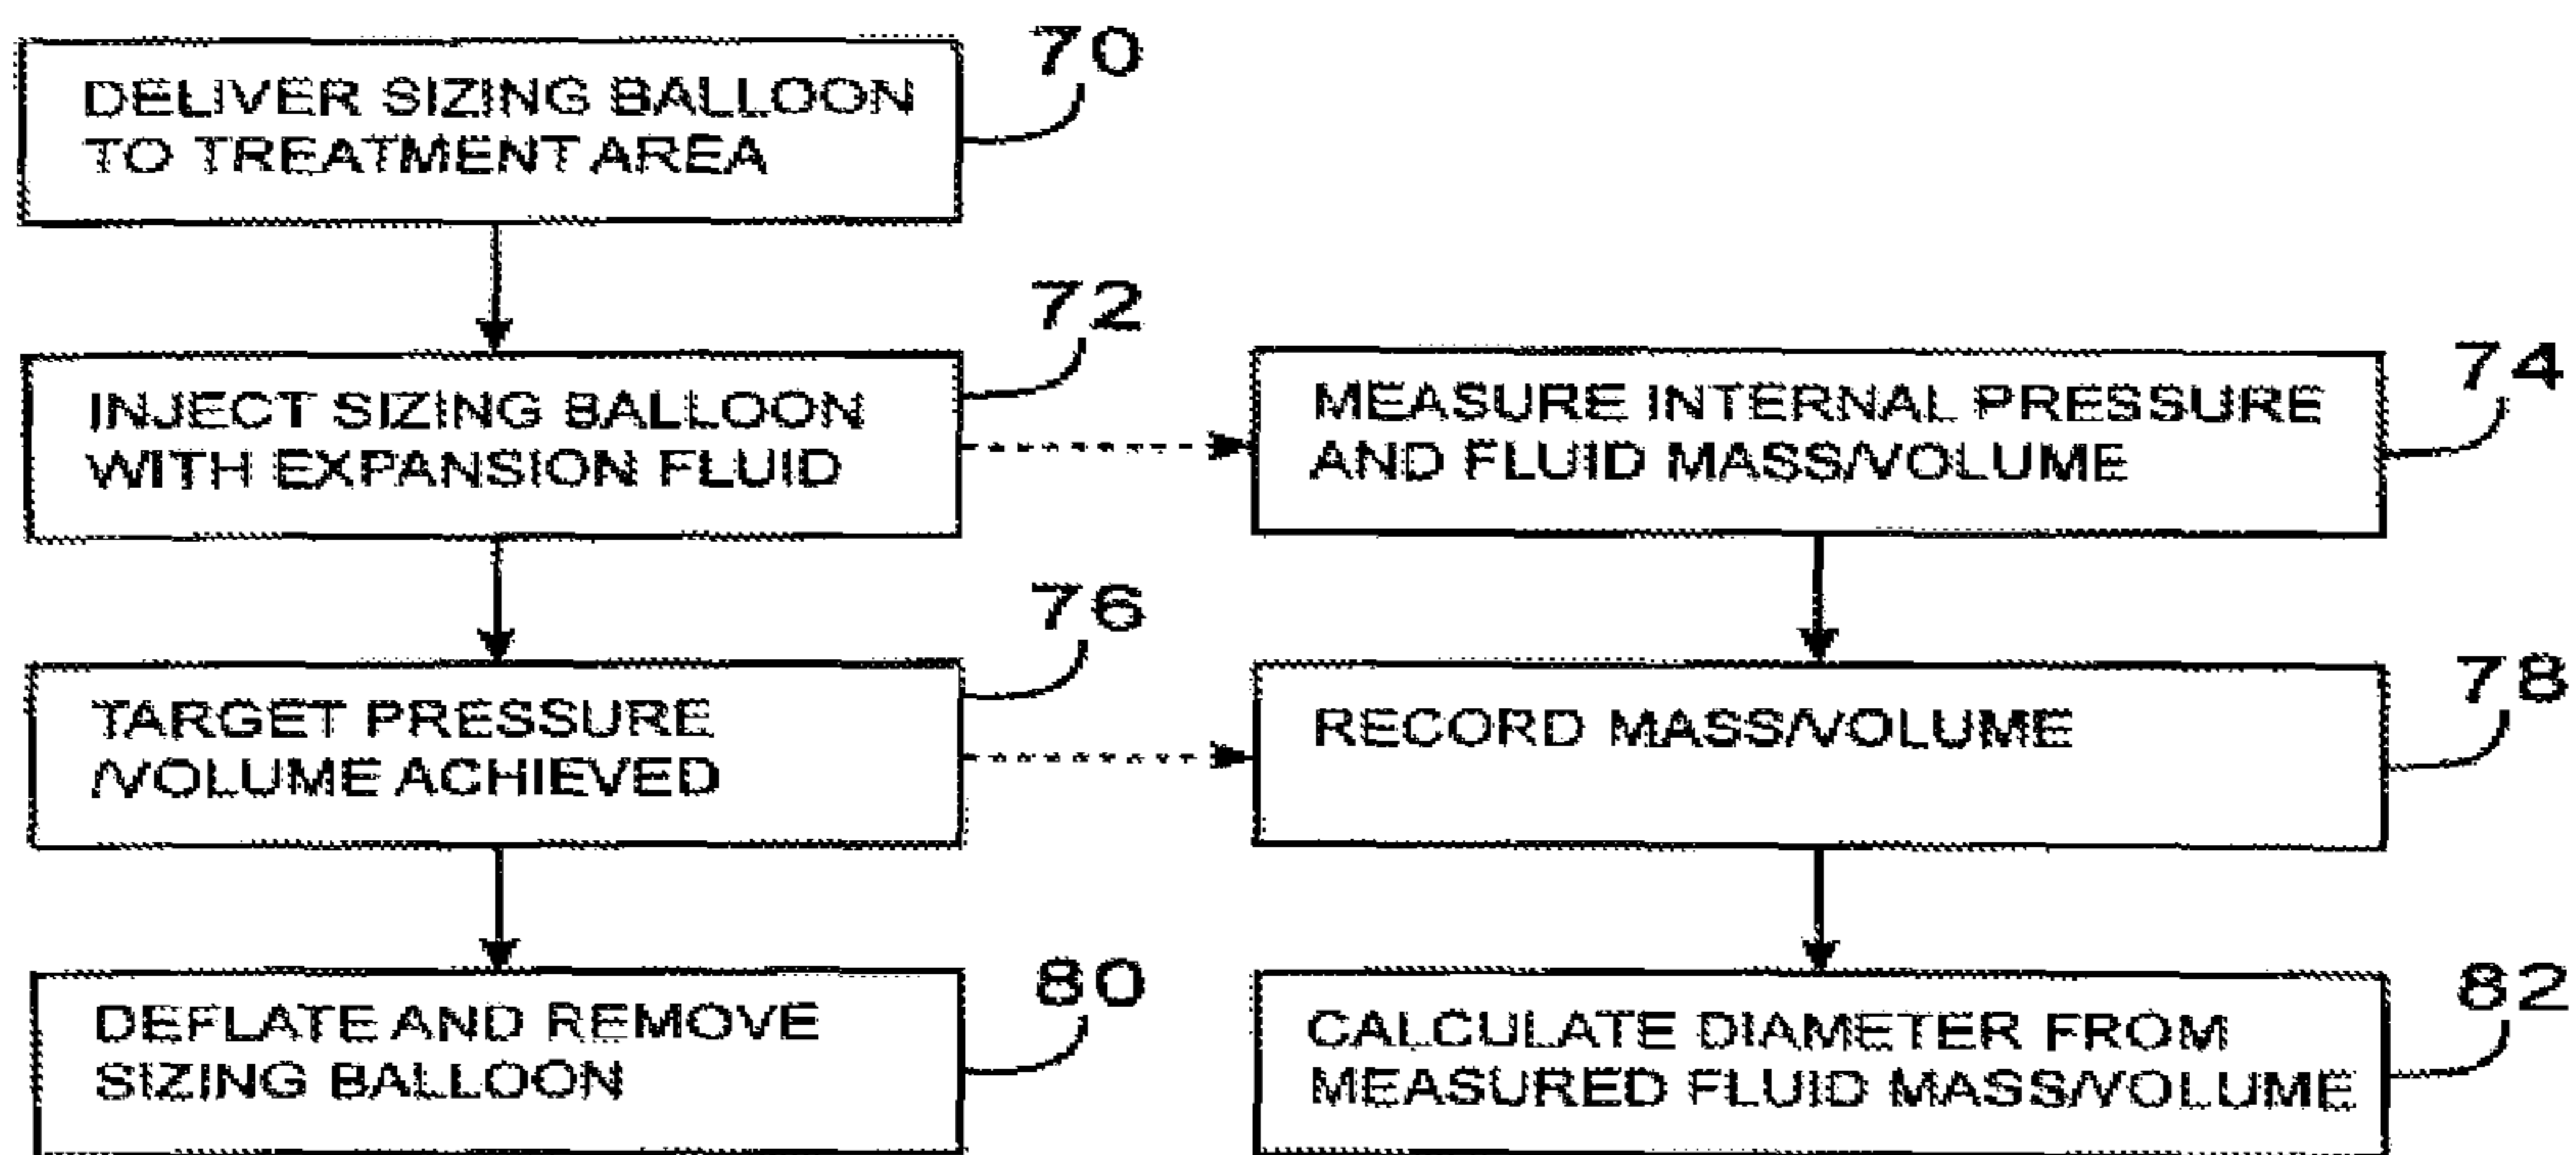 DELIVER SIZING BALLOON
TO TREATMENT AREA
70
INJECT SIZING BALLOON
WITH EXPANSION FLUID
72
MEASURE INTERNAL PRESSURE
AND FLUID MASS/VOLUME
74
TARGET PRESSURE
/VOLUME ACHIEVED
76
RECORD MASS/VOLUME
78
DEFLATE AND REMOVE
SIZING BALLOON
80
CALCULATE DIAMETER FROM
MEASURED FLUID MASS/VOLUME
82